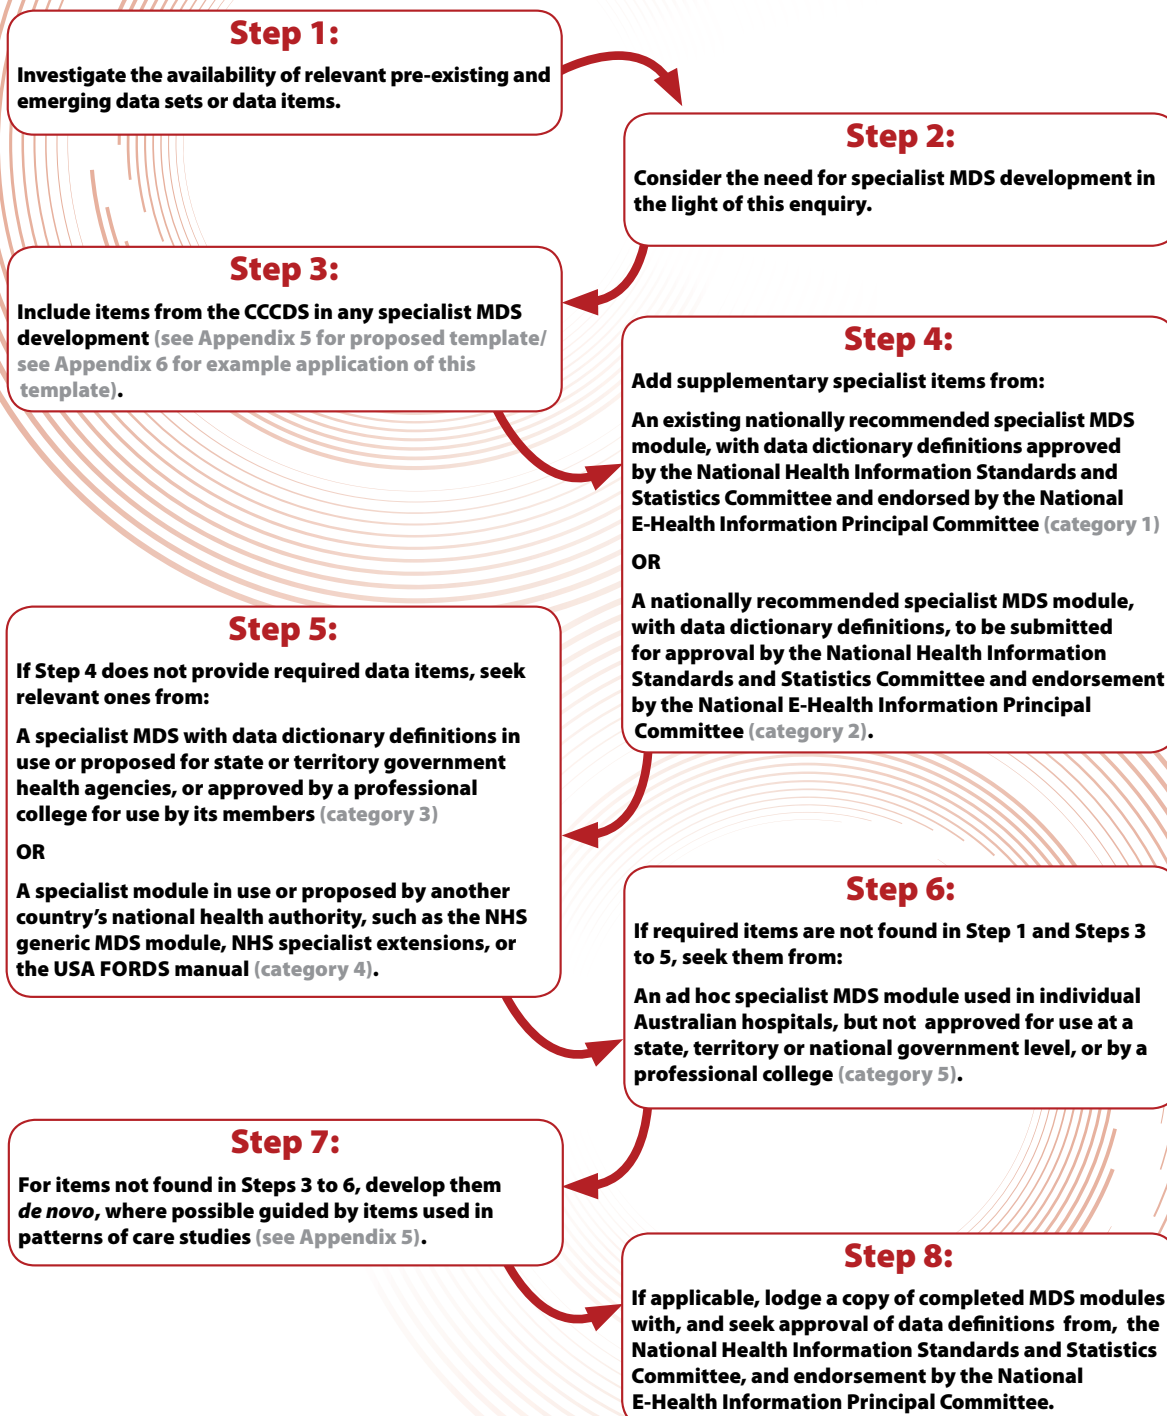 Step 1:
Investigate the availability of relevant pre-existing and
emerging data sets or data items.
Step 2:
Consider the need for specialist MDS development in
the light of this enquiry.
Step 3:
Include items from the CCCDS in any specialist MDS
development (see Appendix 5 for proposed template/
see Appendix 6 for example application of this
template).
Step 4:
Add supplementary specialist items from:
An existing nationally recommended specialist MDS
module, with data dictionary definitions approved
by the National Health Information Standards and
Statistics Committee and endorsed by the National
E-Health Information Principal Committee (category 1)
OR
A nationally recommended specialist MDS module,
with data dictionary definitions, to be submitted
for approval by the National Health Information
Standards and Statistics Committee and endorsement
by the National E-Health Information Principal
Committee (category 2).
Step 5:
If Step 4 does not provide required data items, seek
relevant ones from:
A specialist MDS with data dictionary definitions in
use or proposed for state or territory government
health agencies, or approved by a professional
college for use by its members (category 3)
OR
A specialist module in use or proposed by another
country's national health authority, such as the NHS
generic MDS module, NHS specialist extensions, or
the USA FORDS manual (category 4).
Step 6:
If required items are not found in Step 1 and Steps 3
to 5, seek them from:
An ad hoc specialist MDS module used in individual
Australian hospitals, but not approved for use at a
state, territory or national government level, or by a
professional college (category 5).
Step 7:
For items not found in Steps 3 to 6, develop them
de novo, where possible guided by items used in
patterns of care studies (see Appendix 5).
Step 8:
If applicable, lodge a copy of completed MDS modules
with, and seek approval of data definitions from, the
National Health Information Standards and Statistics
Committee, and endorsement by the National
E-Health Information Principal Committee.